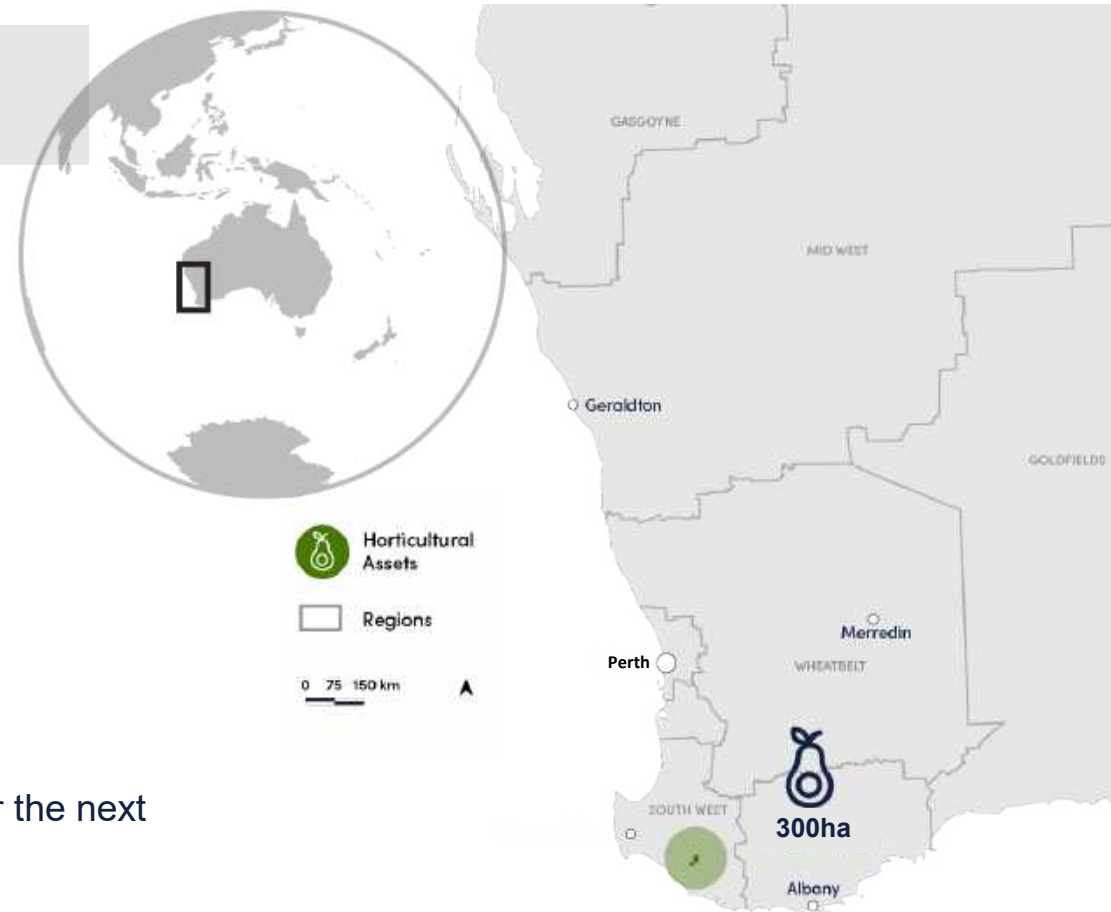 GASGOYNE
MID WEST
Geraldton
GOLDFIELDS
Horticultural
Assets
Regions
0 75 150 km
Merredin
Perth
WHEATBELT
the next
SOUTH WEST
300ha
Albany